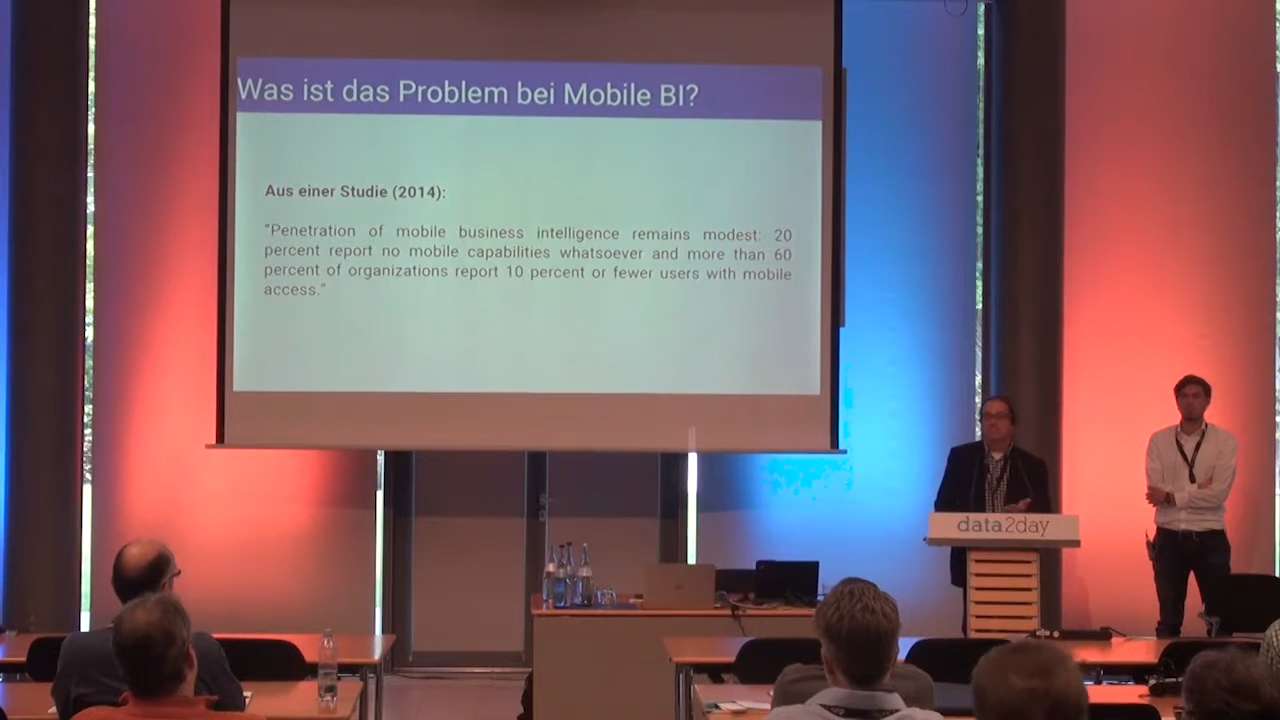 Was ist das Problem bei Mobile BI?
Aus einer Studie (2014):
"Penetration of mobile business intelligence remains modest: 20
percent report no mobile capabilities whatsoever and more than 60
percent of organizations report 10 percent or fewer users with mobile
access."
data2day